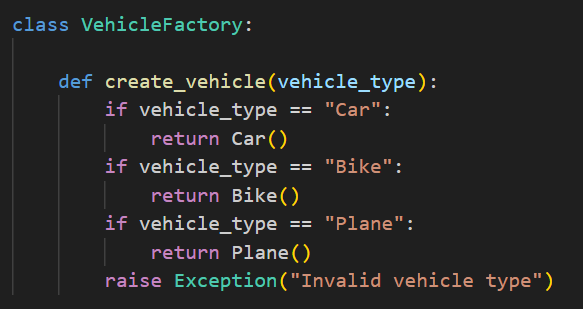 class VehicleFactory:
def create_vehicle(vehicle_type):
if vehicle_type == "Car":
return Car()
if vehicle_type == "Bike":
return Bike()
if vehicle_type == "Plane":
return Plane()
raise Exception("Invalid vehicle type")